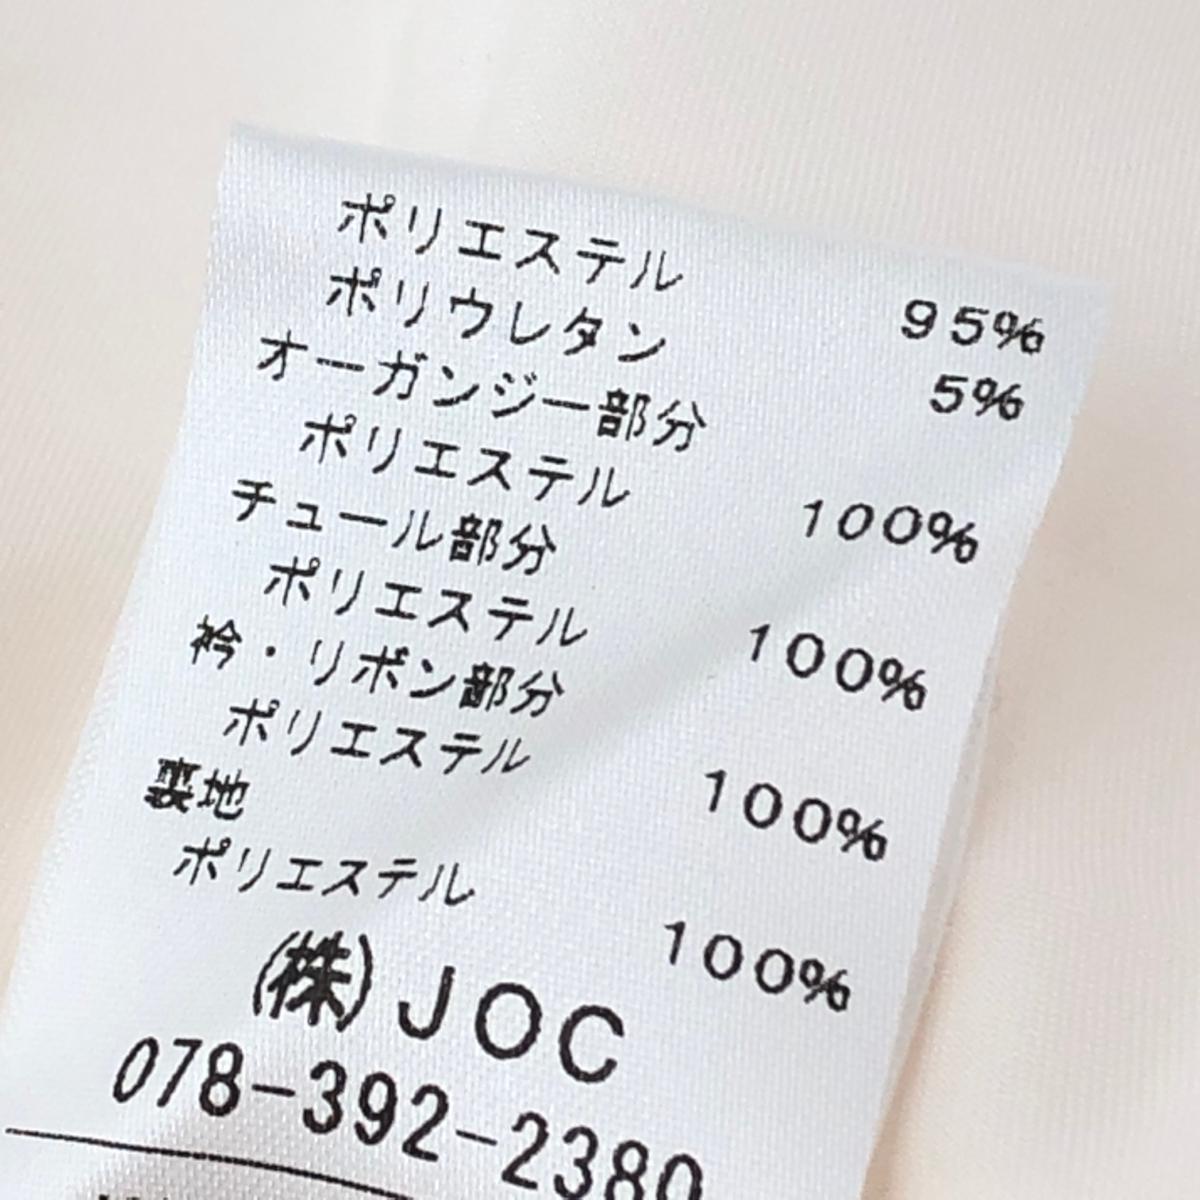 ポリエステル 95%
ポリウレタン 5%
オーガンジー部分
ポリエステル 100%
チュール部分
ポリエステル 100%
衿・リボン部分
ポリエステル 100%
裏地
ポリエステル 100%
(株)JOC
078-392-2380